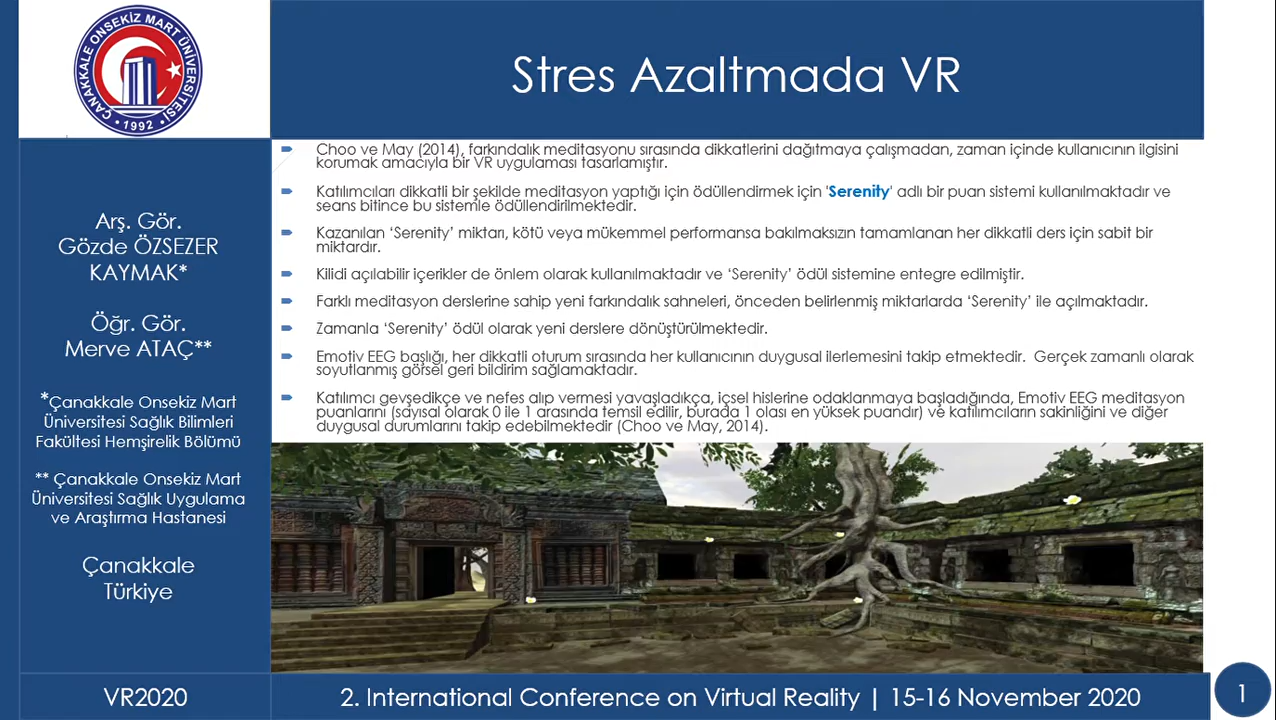 ÇANAKKALE ONSEKİZ MART ÜNİVERSİTESİ
• 1992 •
Stres Azaltmada VR
Arş. Gör.
Gözde ÖZSEZER
KAYMAK*
Öğr. Gör.
Merve ATAÇ**
*Çanakkale Onsekiz Mart
Üniversitesi Sağlık Bilimleri
Fakültesi Hemşirelik Bölümü
** Çanakkale Onsekiz Mart
Üniversitesi Sağlık Uygulama
ve Araştırma Hastanesi
Çanakkale
Türkiye
Choo ve May (2014), farkındalık meditasyonu sırasında dikkatlerini dağıtmaya çalışmadan, zaman içinde kullanıcının ilgisini
korumak amacıyla bir VR uygulaması tasarlamıştır.
Katılımcıları dikkatli bir şekilde meditasyon yaptığı için ödüllendirmek için 'Serenity' adlı bir puan sistemi kullanılmaktadır ve
seans bitince bu sistemle ödüllendirilmektedir.
Kazanılan ‘Serenity’ miktarı, kötü veya mükemmel performansa bakılmaksızın tamamlanan her dikkatli ders için sabit bir
miktardır.
Kilidi açılabilir içerikler de önlem olarak kullanılmaktadır ve ‘Serenity’ ödül sistemine entegre edilmiştir.
Farklı meditasyon derslerine sahip yeni farkındalık sahneleri, önceden belirlenmiş miktarlarda ‘Serenity’ ile açılmaktadır.
Zamanla ‘Serenity’ ödül olarak yeni derslere dönüştürülmektedir.
Emotiv EEG başlığı, her dikkatli oturum sırasında her kullanıcının duygusal ilerlemesini takip etmektedir. Gerçek zamanlı olarak
soyutlanmış görsel geri bildirim sağlamaktadır.
Katılımcı gevşedikçe ve nefes alıp vermesi yavaşladıkça, içsel hislerine odaklanmaya başladığında, Emotiv EEG meditasyon
puanlarını (sayısal olarak 0 ile 1 arasında temsil edilir, burada 1 olası en yüksek puandır) ve katılımcıların sakinliğini ve diğer
duygusal durumlarını takip edebilmektedir (Choo ve May, 2014).
VR2020
2. International Conference on Virtual Reality | 15-16 November 2020
1